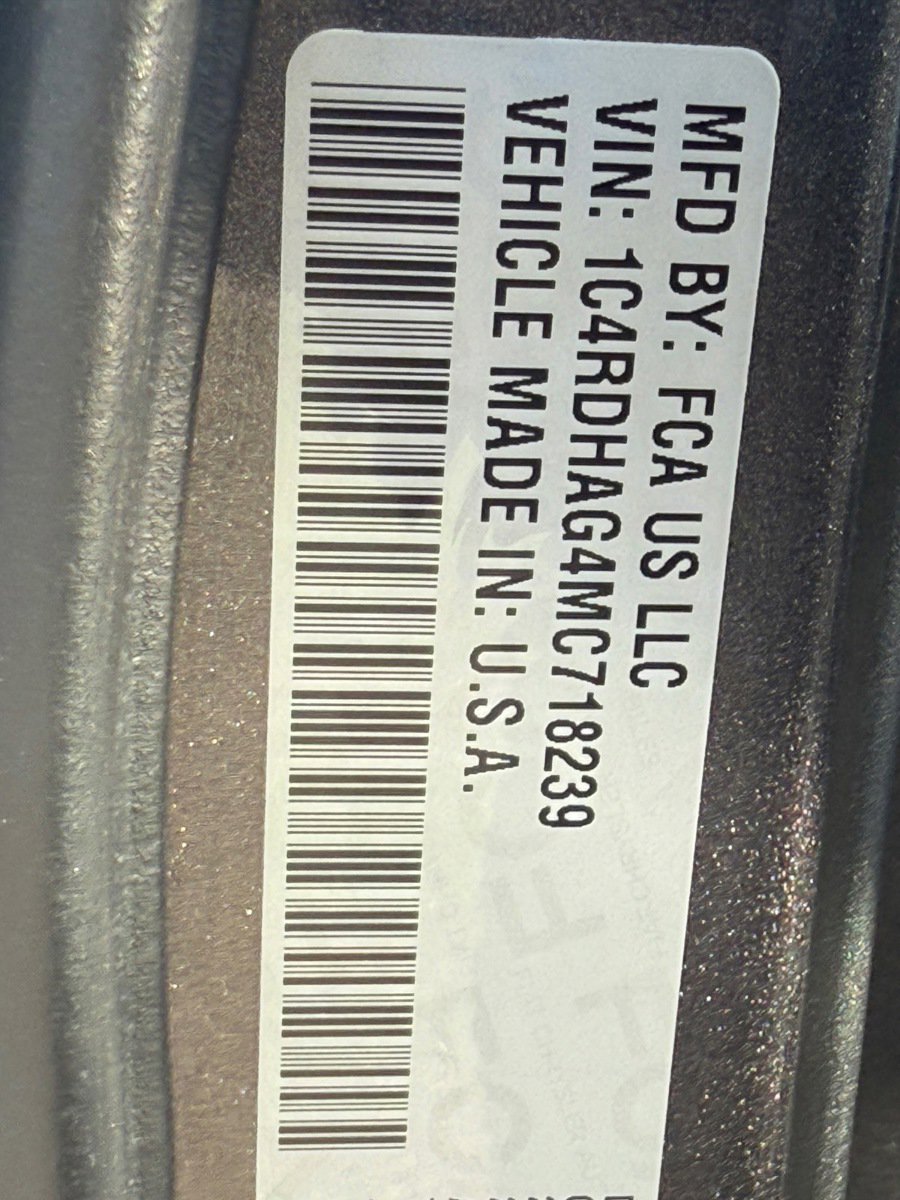 MFD BY: FCA US LLC
VIN: 1C4RDHAG4MC718239
VEHICLE MADE IN: U.S.A.